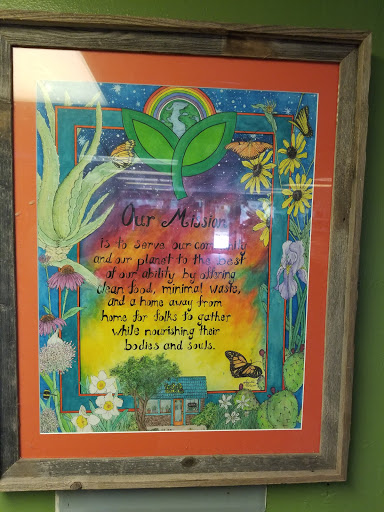 Our Mission
is to serve our community
and our planet to the best
of our ability by offering
clean food, minimal waste,
and a home away from
home for folks to gather
while nourishing their
bodies and souls.